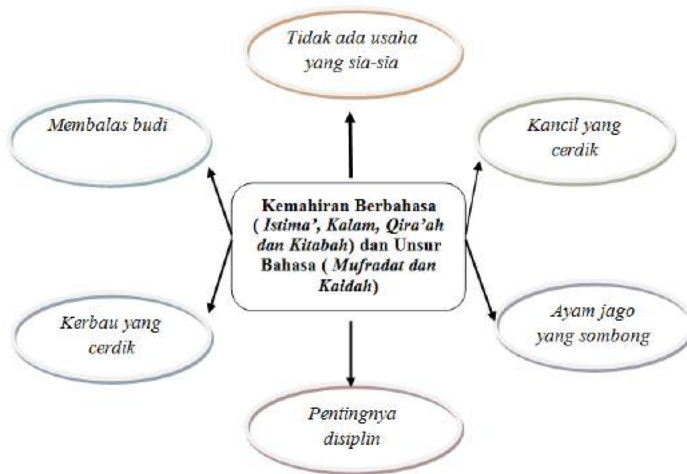 Tidak ada usaha
yang sia-sia
Membalas budi
Kancil yang
cerdik
Kemahiran Berbahasa
( Istima', Kalam, Qira'ah
dan Kitabah) dan Unsur
Bahasa ( Mufradat dan
Kaidah)
Kerbau yang
cerdik
Ayam jago
yang sombong
Pentingnya
disiplin